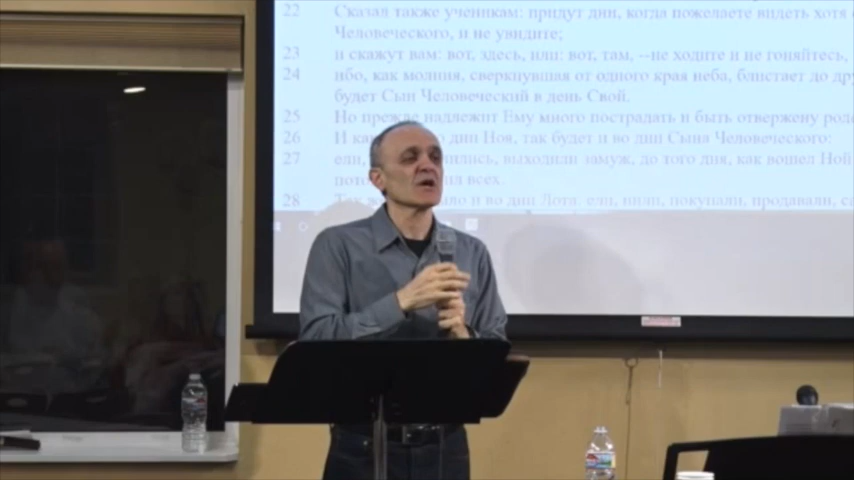 22 Сказал также ученикам: придут дни, когда пожелаете видеть хотя
Человеческого, и не увидите;
23 и скажут вам: вот, здесь, или: вот, там, --не ходите и не гоняйтесь,
24 ибо, как молния, сверкнувшая от одного края неба, блистает до
будет Сын Человеческий в день Свой.
25 Но прежде надлежит Ему много пострадать и быть отвержену
26 И дни Ноя, так будет и во дни Сына Человеческого:
27 ели, выходили замуж, до того дня, как вошел Ной
всех.
28 и во дни Лота: ели, пили, покупали, продавали,